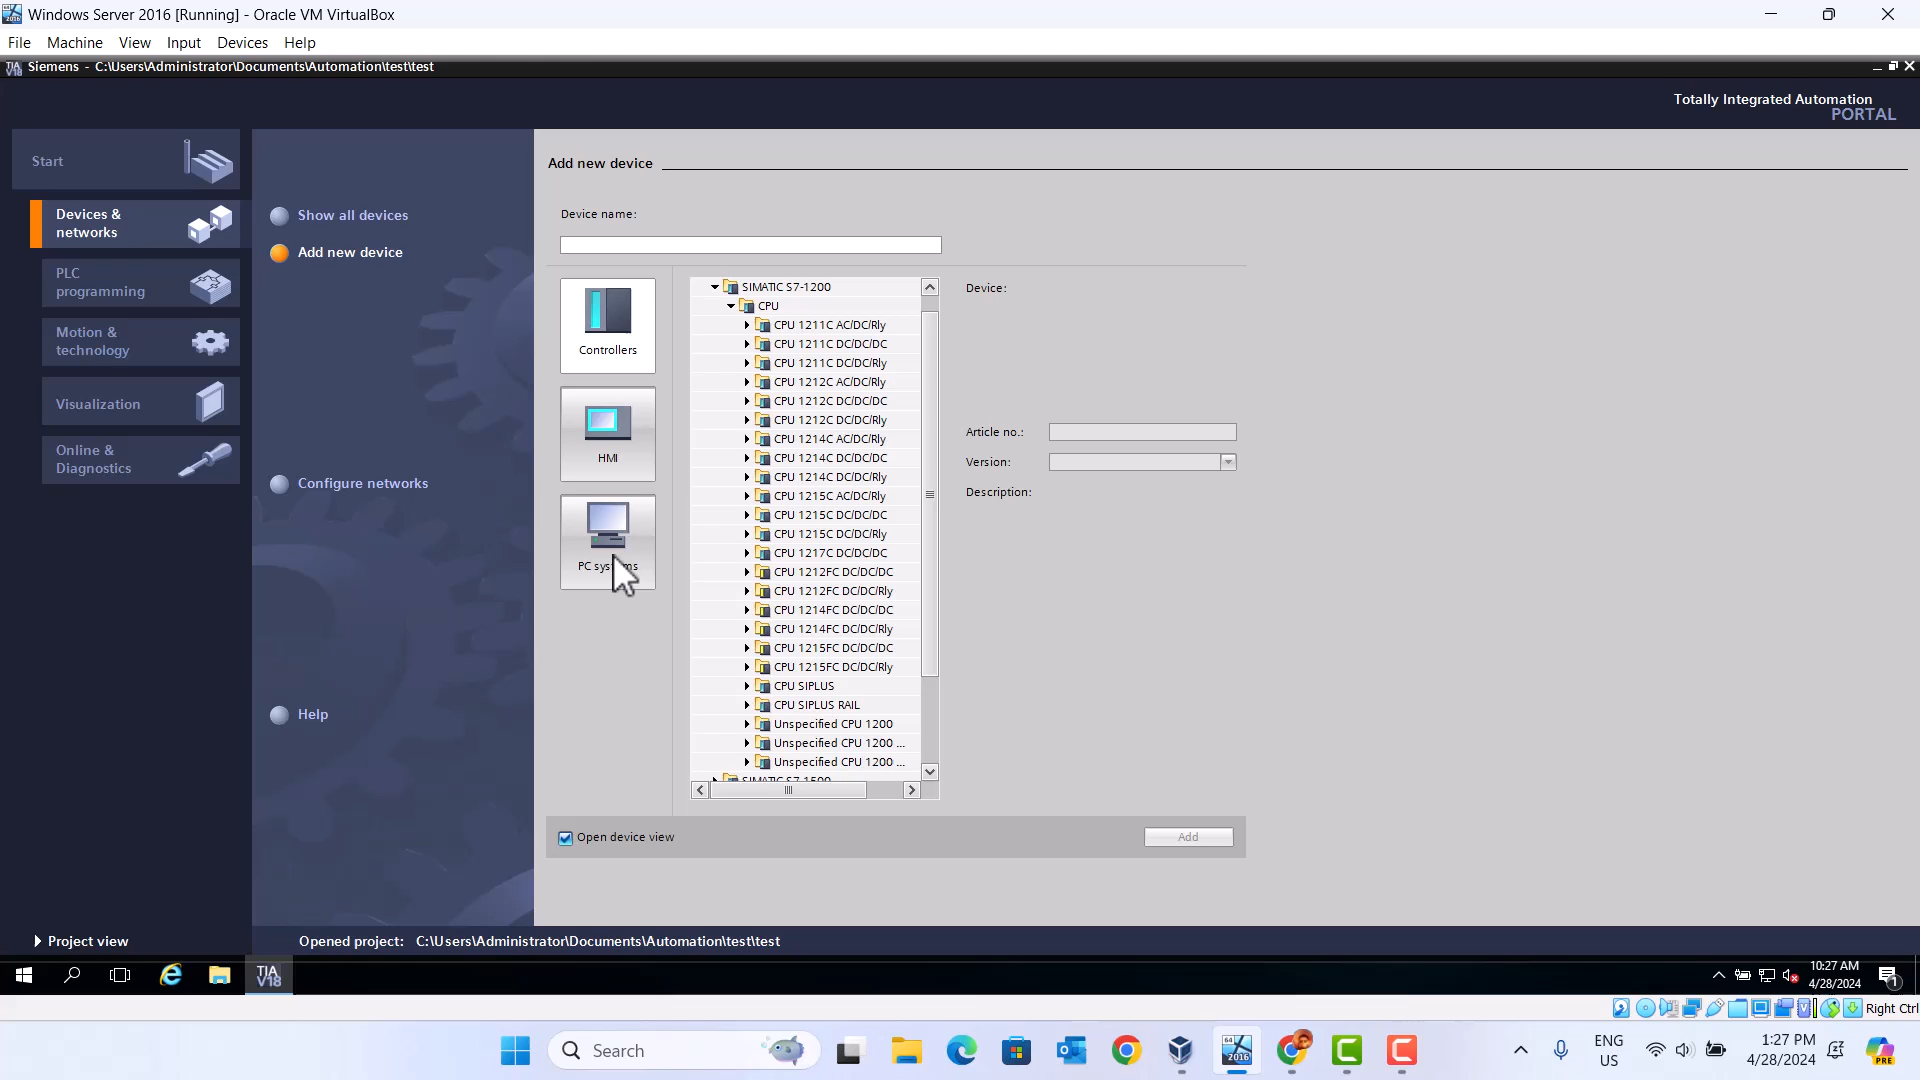 Windows Server 2016 [Running] - Oracle VM VirtualBox
File Machine View Input Devices Help
Siemens - C:\Users\Administrator\Documents\Automation\test\test
Totally Integrated Automation
PORTAL
Start
Devices &
networks
PLC
programming
Motion &
technology
Visualization
Online &
Diagnostics
Show all devices
Add new device
Configure networks
Help
Add new device
Device name:
Controllers
HMI
PC systems
SIMATIC S7-1200
CPU
CPU 1211C AC/DC/Rly
CPU 1211C DC/DC/DC
CPU 1211C DC/DC/Rly
CPU 1212C AC/DC/Rly
CPU 1212C DC/DC/DC
CPU 1212C DC/DC/Rly
CPU 1214C AC/DC/Rly
CPU 1214C DC/DC/DC
CPU 1214C DC/DC/Rly
CPU 1215C AC/DC/Rly
CPU 1215C DC/DC/DC
CPU 1215C DC/DC/Rly
CPU 1217C DC/DC/DC
CPU 1212FC DC/DC/DC
CPU 1212FC DC/DC/Rly
CPU 1214FC DC/DC/DC
CPU 1214FC DC/DC/Rly
CPU 1215FC DC/DC/DC
CPU 1215FC DC/DC/Rly
CPU SIPLUS
CPU SIPLUS RAIL
Unspecified CPU 1200
Unspecified CPU 1200 ...
Unspecified CPU 1200 ...
SIMATIC S7-1500
Device:
Article no.:
Version:
Description:
Open device view
Add
Project view
Opened project: C:\Users\Administrator\Documents\Automation\test\test
TIA
V18
10:27 AM
4/28/2024
1
Right Ctrl
Search
64
2016
ENG
US
1:27 PM
4/28/2024
PRE